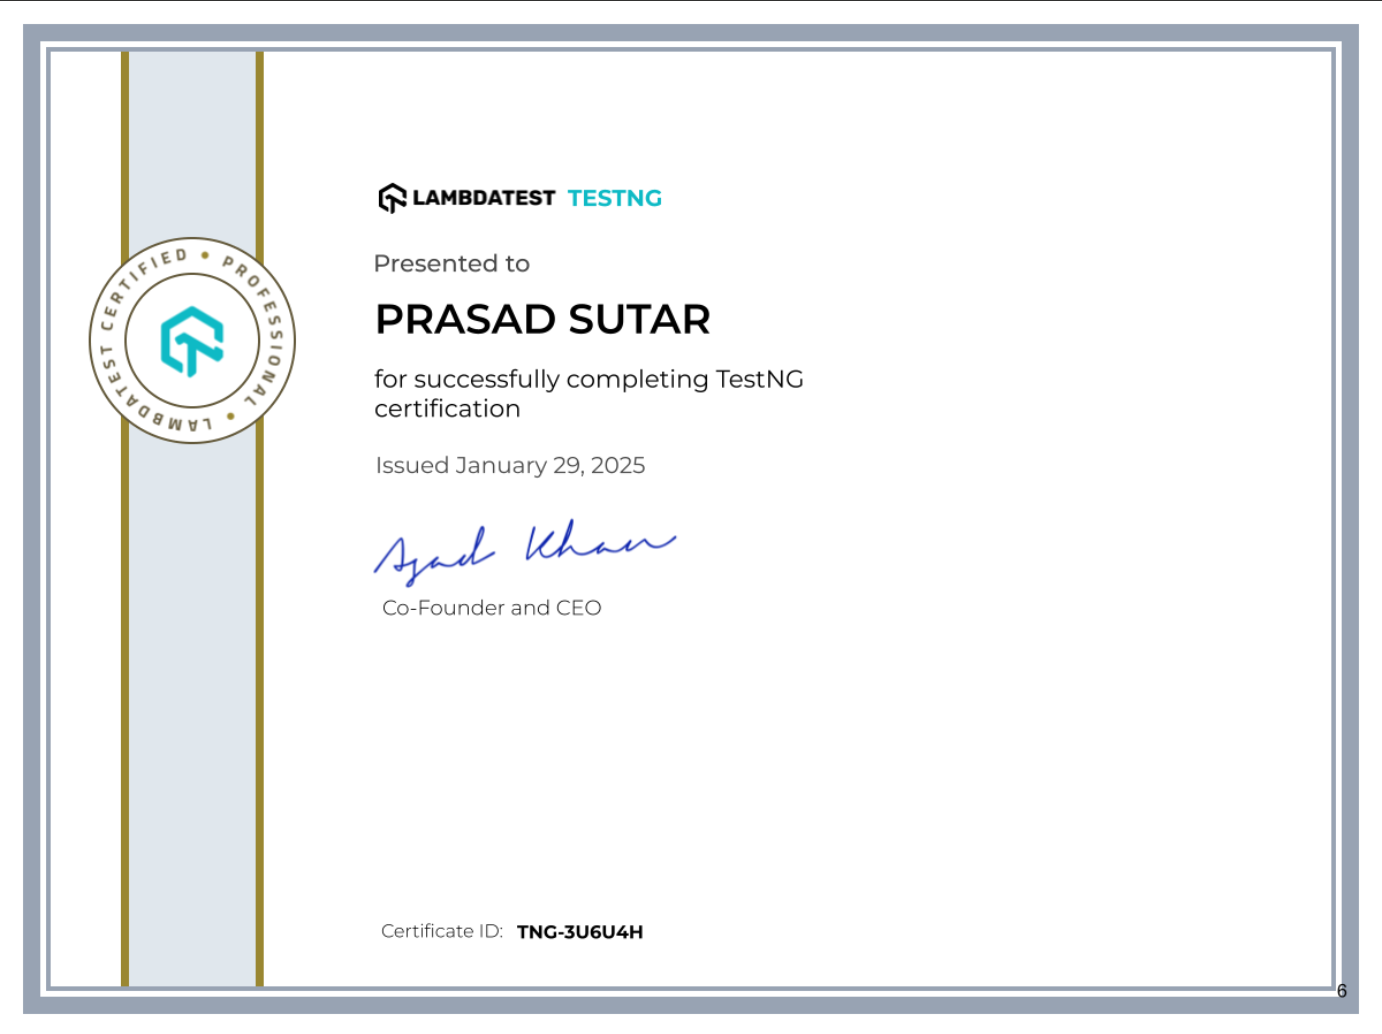 LAMBDATEST TESTNG
Presented to
PRASAD SUTAR
LAMBDATEST CERTIFIED • PROFESSIONAL •
for successfully completing TestNG
certification
Issued January 29, 2025
Azad Khan
Co-Founder and CEO
Certificate ID: TNG-3U6U4H
6